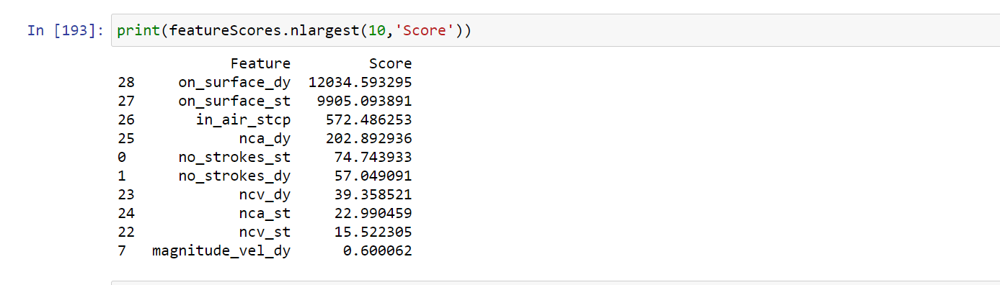 In [193]: print(featureScores.nlargest(10,'Score'))
Feature Score
28 on_surface_dy 12034.593295
27 on_surface_st 9905.093891
26 in_air_stcp 572.486253
25 nca_dy 202.892936
0 no_strokes_st 74.743933
1 no_strokes_dy 57.049091
23 ncv_dy 39.358521
24 nca_st 22.990459
22 ncv_st 15.522305
7 magnitude_vel_dy 0.600062